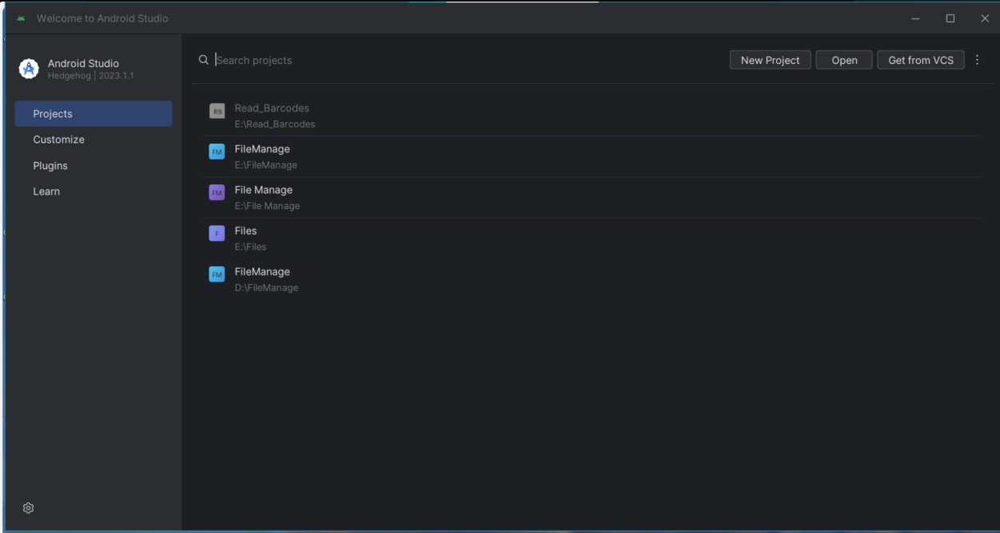 Welcome to Android Studio
Android Studio
Hedgehog | 2023.1.1
Projects
Customize
Plugins
Learn
Search projects
New Project
Open
Get from VCS
RB
Read_Barcodes
E:\Read_Barcodes
FM
FileManage
E:\FileManage
FM
File Manage
E:\File Manage
F
Files
E:\Files
FM
FileManage
D:\FileManage